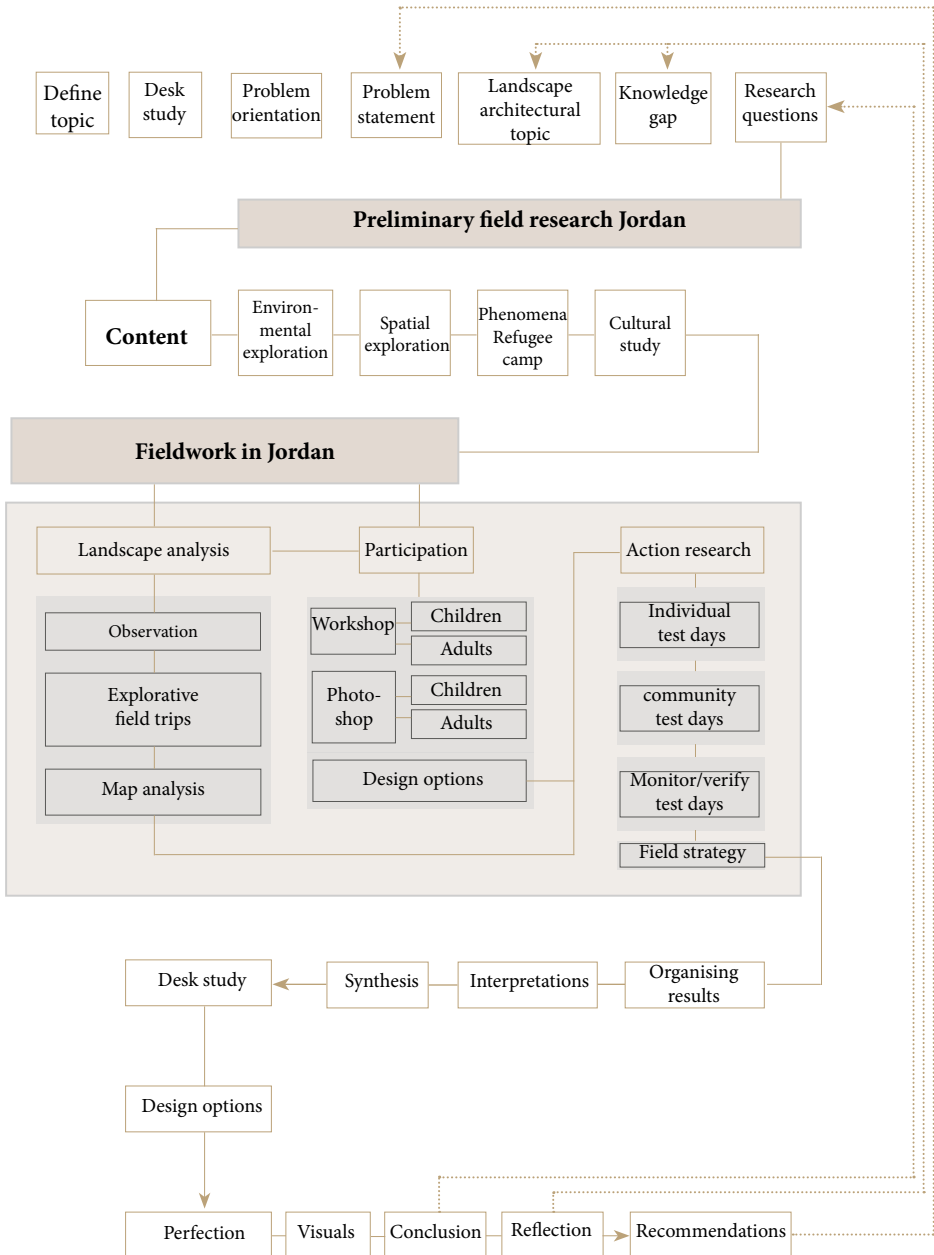 Define
topic
Desk
study
Problem
orientation
Problem
statement
Landscape
architectural
topic
Knowledge
gap
Research
questions
Preliminary field research Jordan
Content
Environ-
mental
exploration
Spatial
exploration
Phenomena
Refugee
camp
Cultural
study
Fieldwork in Jordan
Landscape analysis
Participation
Action research
Observation
Explorative
field trips
Map analysis
Workshop
Children
Adults
Photo-
shop
Children
Adults
Design options
Individual
test days
community
test days
Monitor/verify
test days
Field strategy
Desk study
Synthesis
Interpretations
Organising
results
Design options
Perfection
Visuals
Conclusion
Reflection
Recommendations